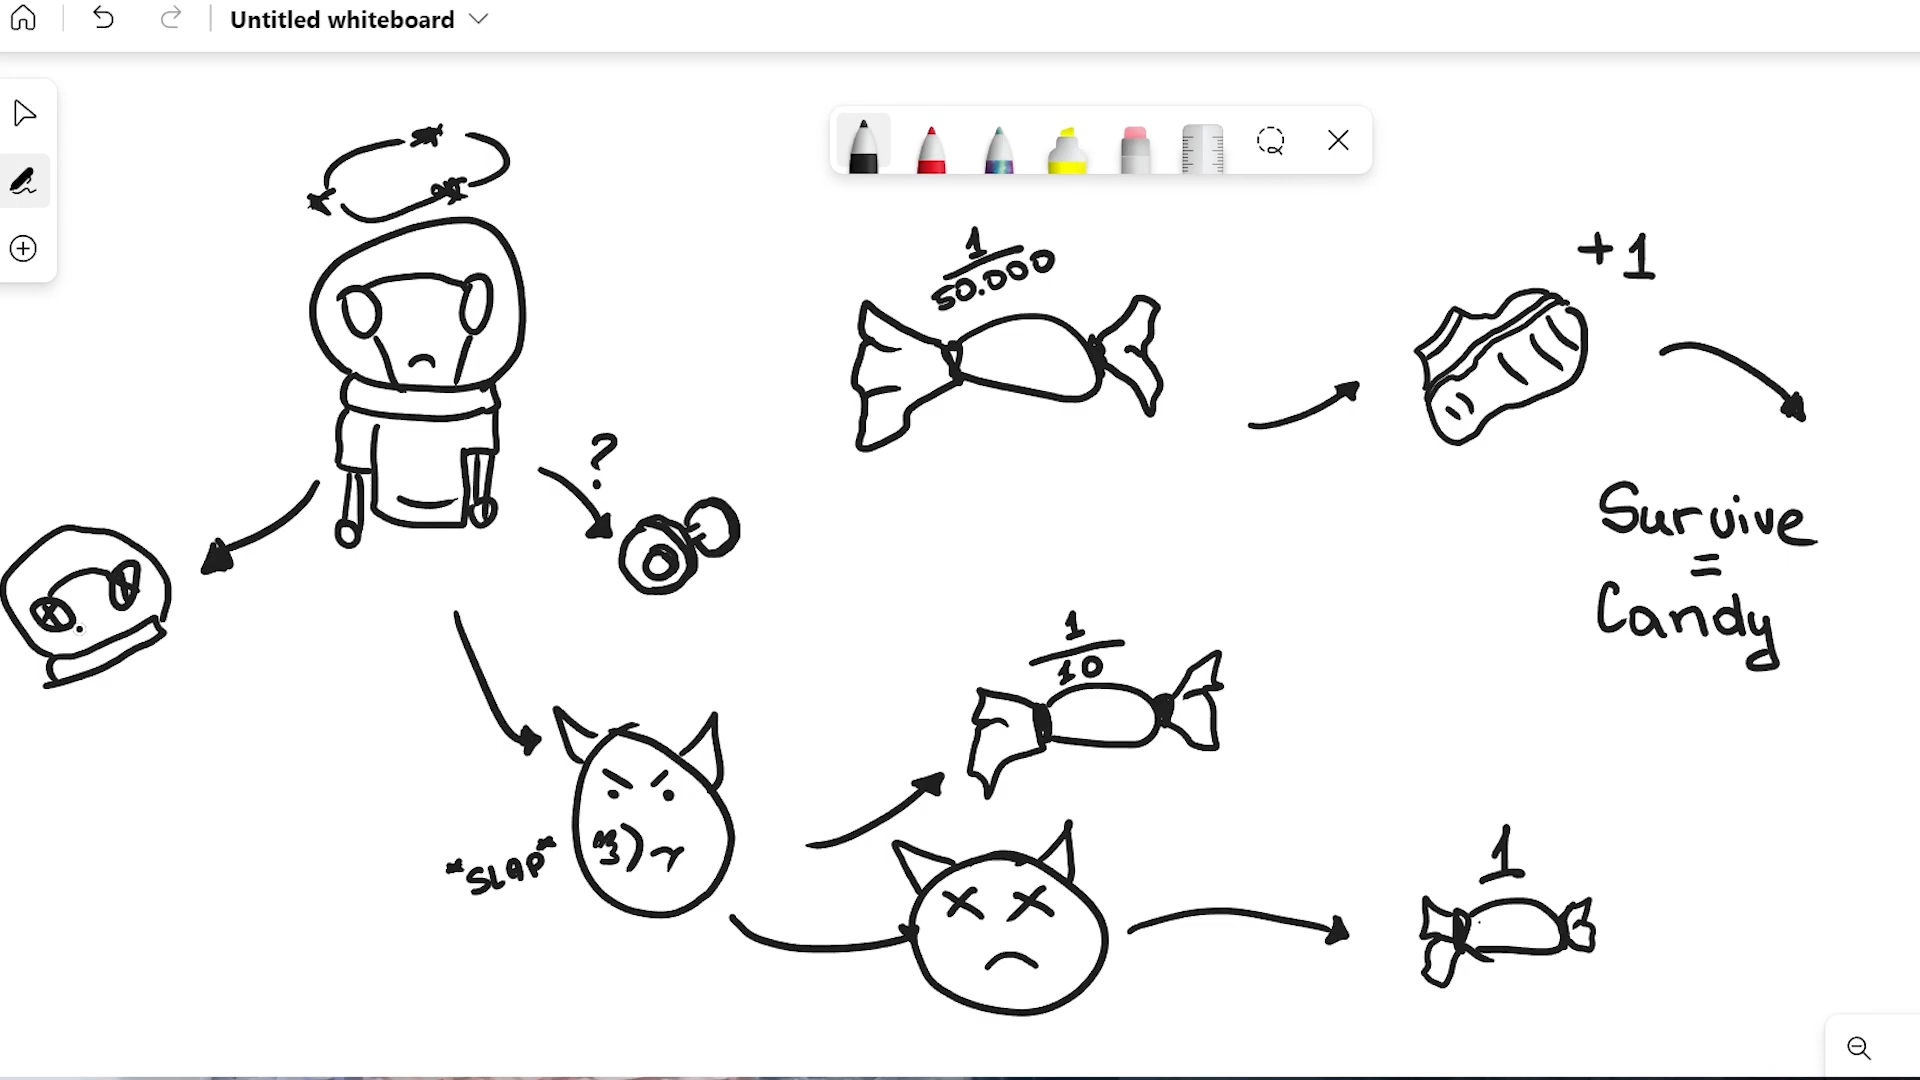 Untitled whiteboard
1
50.000
+1
?
Survive
=
Candy
1
10
*SLAP*
1